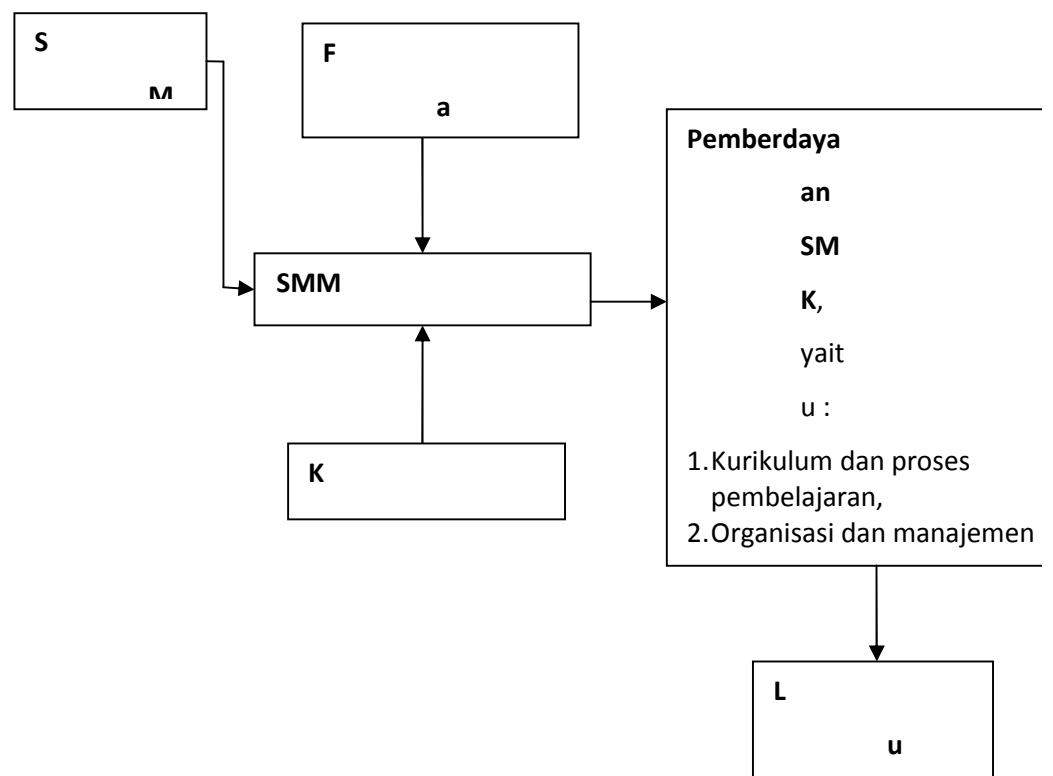 S
M
F
a
SMM
K
Pemberdaya
an
SM
K,
yait
u :
1.Kurikulum dan proses
pembelajaran,
2.Organisasi dan manajemen
L
u